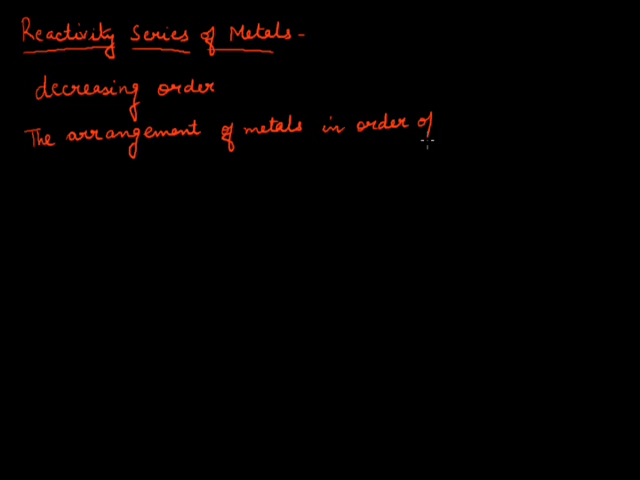 Reactivity Series of Metals -
decreasing order
The arrangement of metals in order of